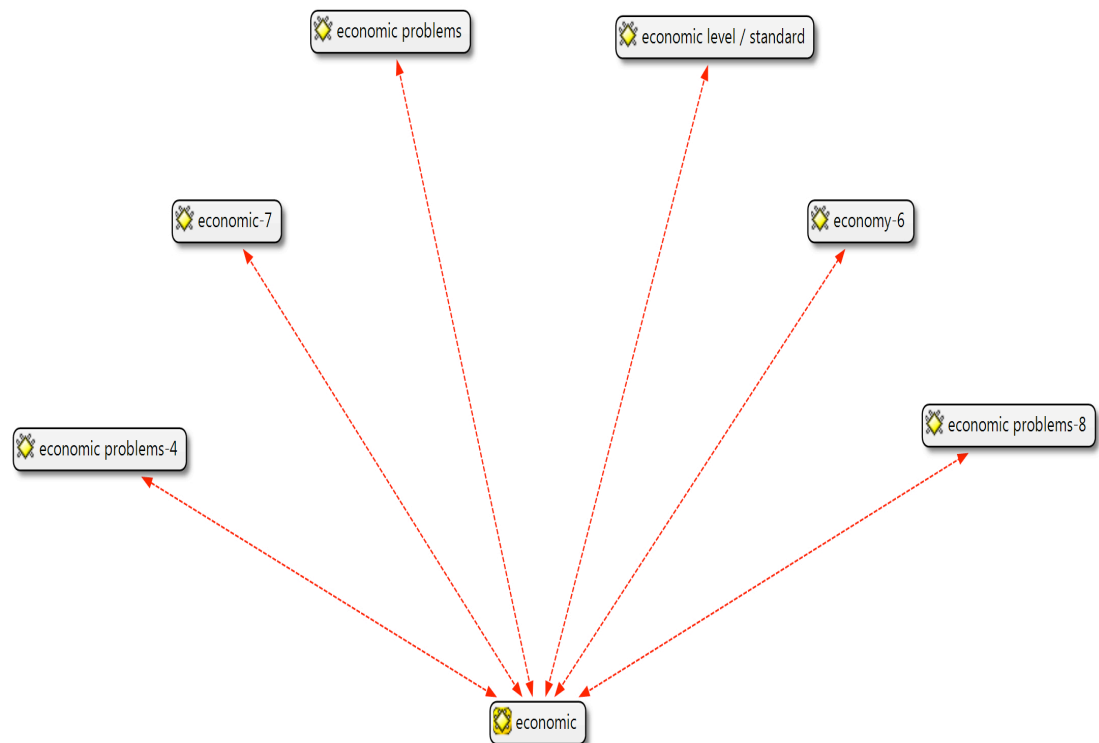 economic problems
economic level / standard
economic-7
economy-6
economic problems-4
economic problems-8
economic